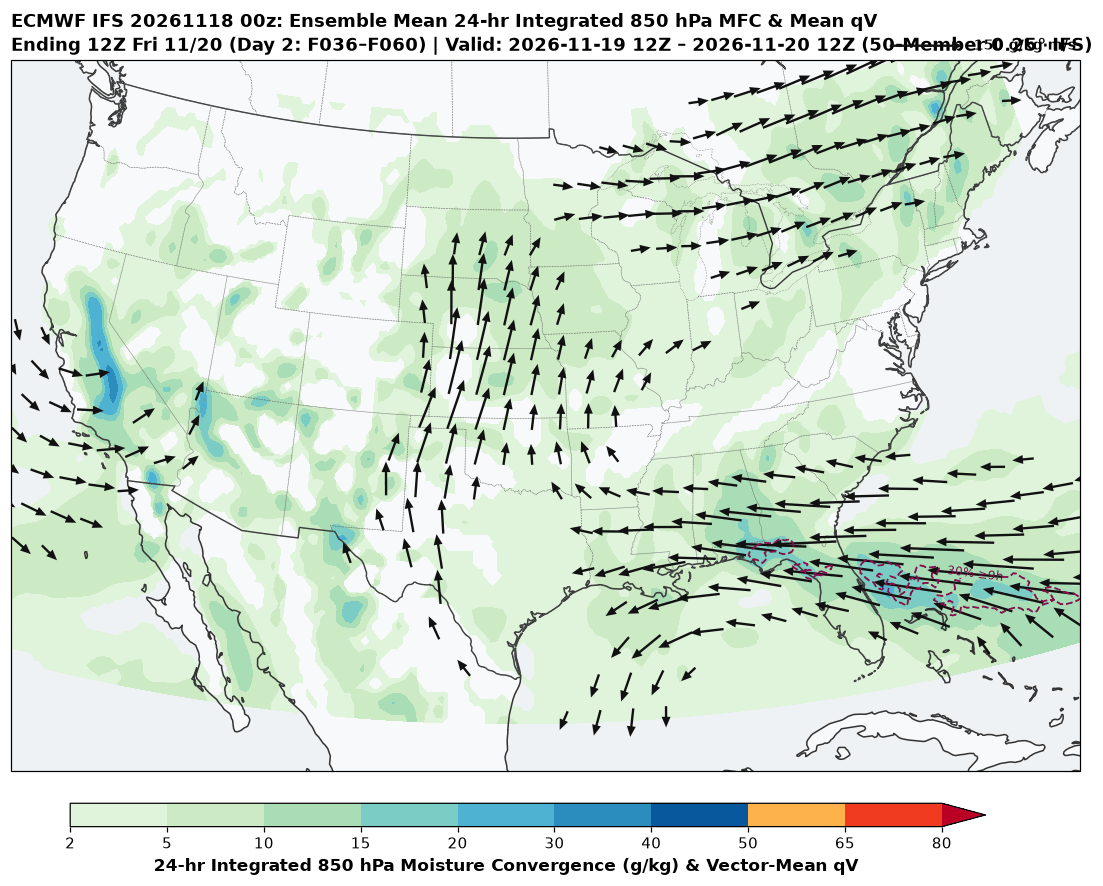 ECMWF IFS 20261118 00z: Ensemble Mean 24-hr Integrated 850 hPa MFC & Mean qV
Ending 12Z Fri 11/20 (Day 2: F036–F060) | Valid: 2026-11-19 12Z – 2026-11-20 12Z (50-Member 0.25° IFS)
30% >9h
2 5 10 15 20 30 40 50 65 80
24-hr Integrated 850 hPa Moisture Convergence (g/kg) & Vector-Mean qV